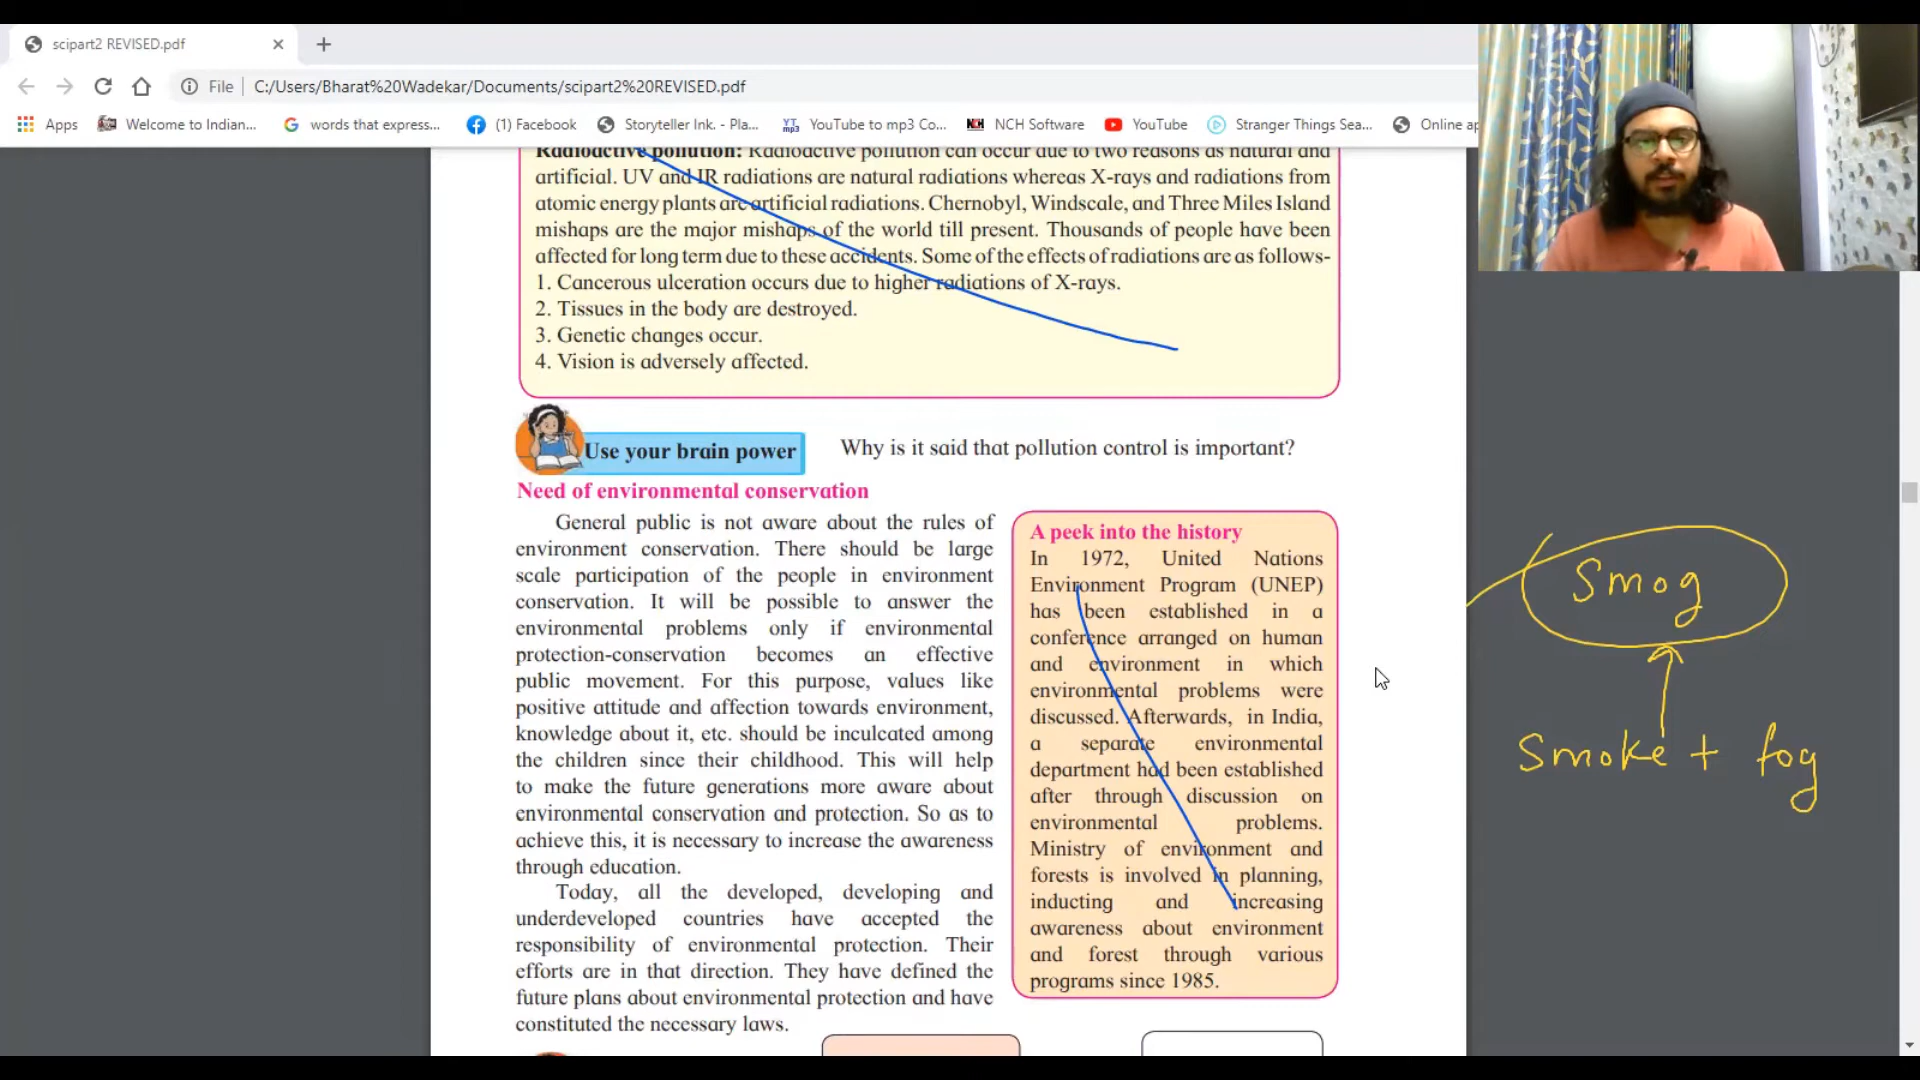 scipart2 REVISED.pdf
File C:/Users/Bharat%20Wadekar/Documents/scipart2%20REVISED.pdf
Apps Welcome to Indian... words that express... (1) Facebook Storyteller Ink. - Pla... YouTube to mp3 Co... NCH Software YouTube Stranger Things Sea... Online ap
Radioactive pollution: Radioactive pollution can occur due to two reasons as natural and
artificial. UV and IR radiations are natural radiations whereas X-rays and radiations from
atomic energy plants are artificial radiations. Chernobyl, Windscale, and Three Miles Island
mishaps are the major mishaps of the world till present. Thousands of people have been
affected for long term due to these accidents. Some of the effects of radiations are as follows-
1. Cancerous ulceration occurs due to higher radiations of X-rays.
2. Tissues in the body are destroyed.
3. Genetic changes occur.
4. Vision is adversely affected.
Use your brain power Why is it said that pollution control is important?
Need of environmental conservation
General public is not aware about the rules of
environment conservation. There should be large
scale participation of the people in environment
conservation. It will be possible to answer the
environmental problems only if environmental
protection-conservation becomes an effective
public movement. For this purpose, values like
positive attitude and affection towards environment,
knowledge about it, etc. should be inculcated among
the children since their childhood. This will help
to make the future generations more aware about
environmental conservation and protection. So as to
achieve this, it is necessary to increase the awareness
through education.
Today, all the developed, developing and
underdeveloped countries have accepted the
responsibility of environmental protection. Their
efforts are in that direction. They have defined the
future plans about environmental protection and have
constituted the necessary laws.
A peek into the history
In 1972, United Nations
Environment Program (UNEP)
has been established in a
conference arranged on human
and environment in which
environmental problems were
discussed. Afterwards, in India,
a separate environmental
department had been established
after through discussion on
environmental problems.
Ministry of environment and
forests is involved in planning,
inducting and increasing
awareness about environment
and forest through various
programs since 1985.
Smog
Smoke + fog